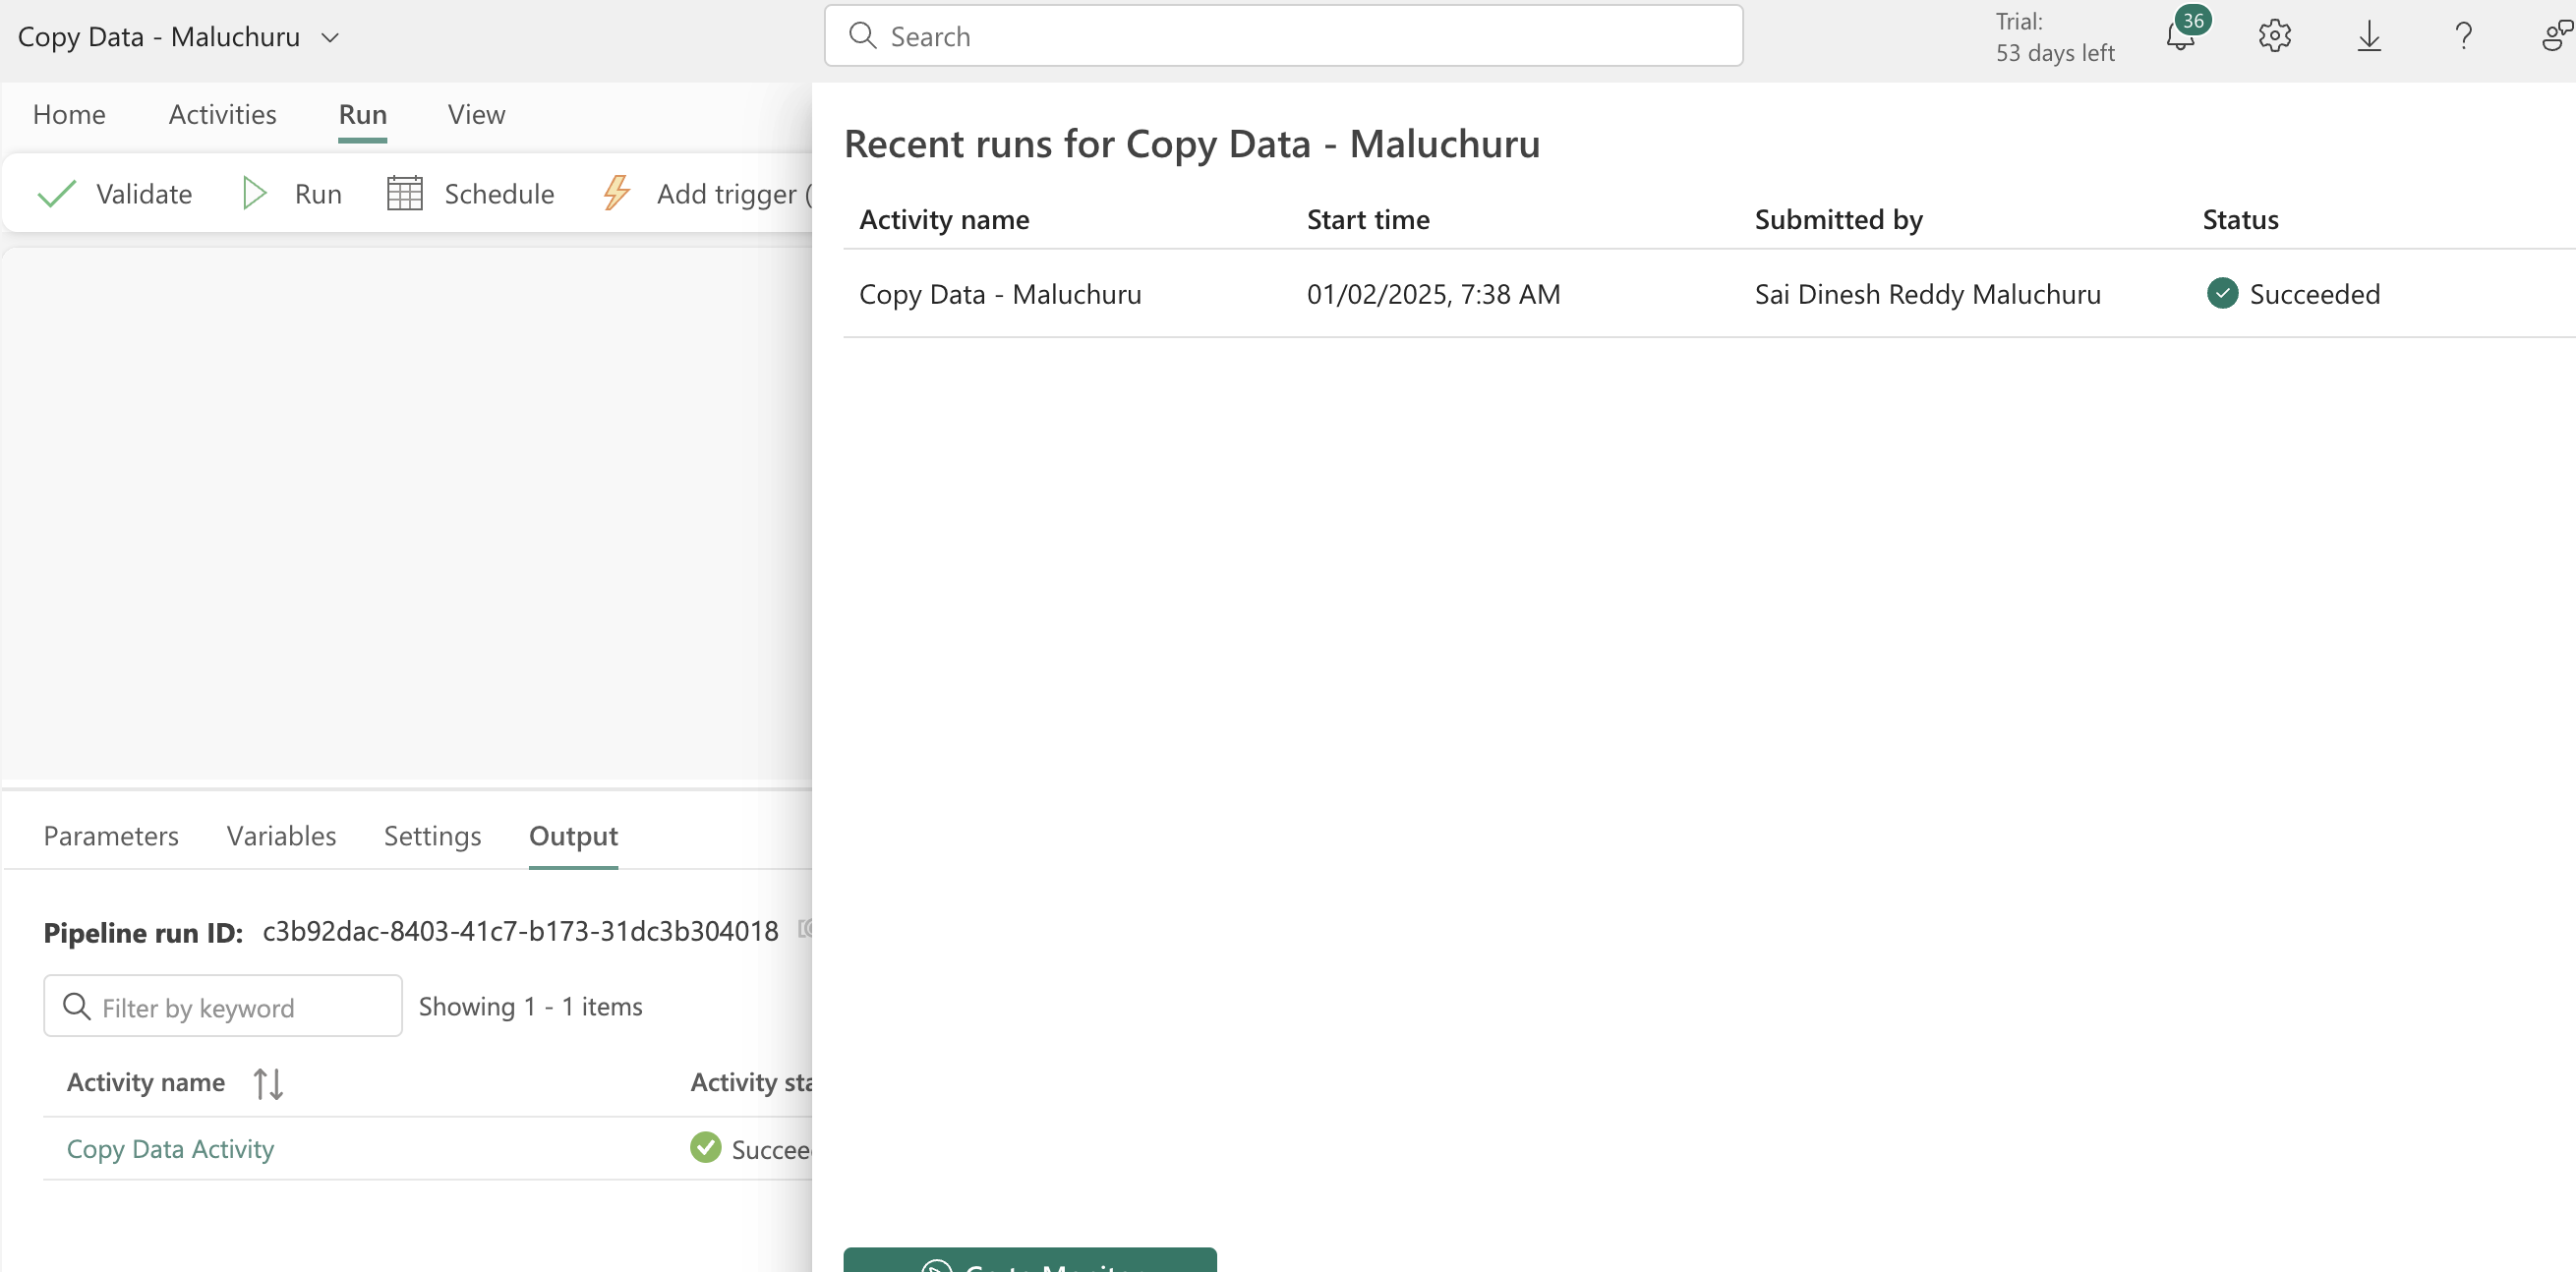 Copy Data - Maluchuru
Search
Trial:
53 days left
36
Home Activities Run View
Validate Run Schedule Add trigger (
Recent runs for Copy Data - Maluchuru
Activity name Start time Submitted by Status
Copy Data - Maluchuru 01/02/2025, 7:38 AM Sai Dinesh Reddy Maluchuru Succeeded
Parameters Variables Settings Output
Pipeline run ID: c3b92dac-8403-41c7-b173-31dc3b304018
Filter by keyword Showing 1 - 1 items
Activity name Activity sta
Copy Data Activity Succee
Go to Monitor